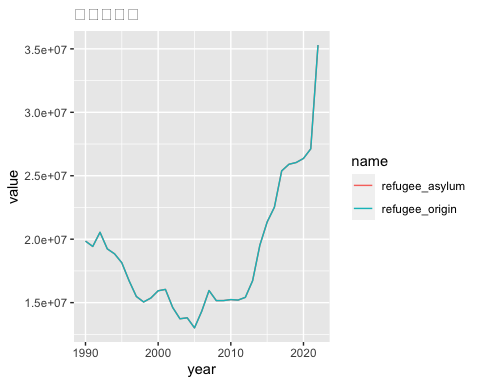 3.5e+07
3.0e+07
2.5e+07
2.0e+07
1.5e+07
value
1990
2000
2010
2020
year
name
refugee_asylum
refugee_origin